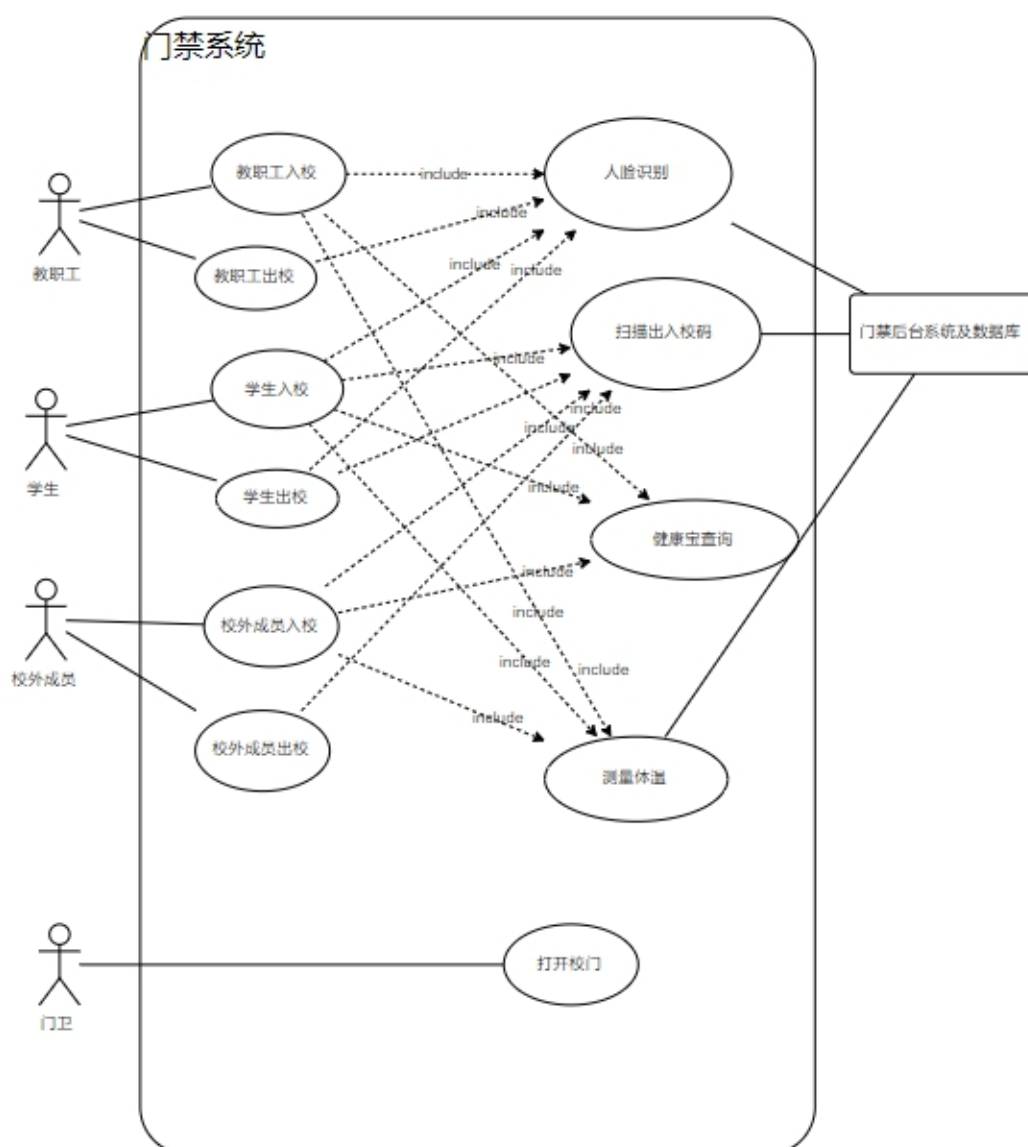 门禁系统
教职工入校
include
人脸识别
include
教职工
教职工出校
include
include
门禁后台系统及数据库
扫描出入校码
include
学生入校
include
include
include
学生
学生出校
include
健康宝查询
include
校外成员入校
include
include
include
校外成员
include
校外成员出校
测量体温
打开校门
门卫